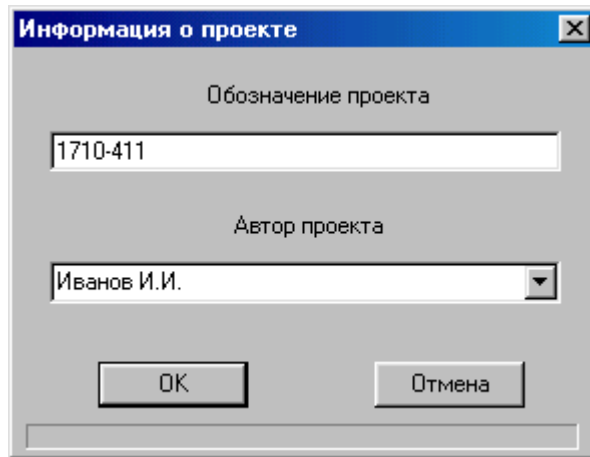 Информация о проекте
Обозначение проекта
1710-411
Автор проекта
Иванов И.И.
OK Отмена